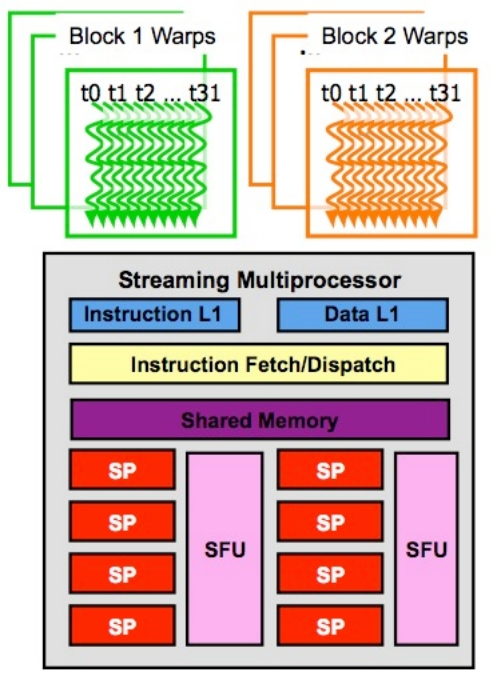 Block 1 Warps Block 2 Warps
...
t0 t1 t2 ... t31 t0 t1 t2 ... t31
Streaming Multiprocessor
Instruction L1 Data L1
Instruction Fetch/Dispatch
Shared Memory
SP SP
SP SP
SFU SFU
SP SP
SP SP